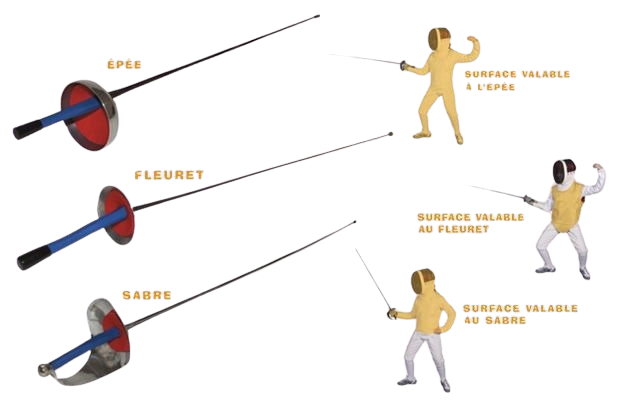 ÉPÉE
SURFACE VALABLE
À L'ÉPÉE
FLEURET
SURFACE VALABLE
AU FLEURET
SABRE
SURFACE VALABLE
AU SABRE